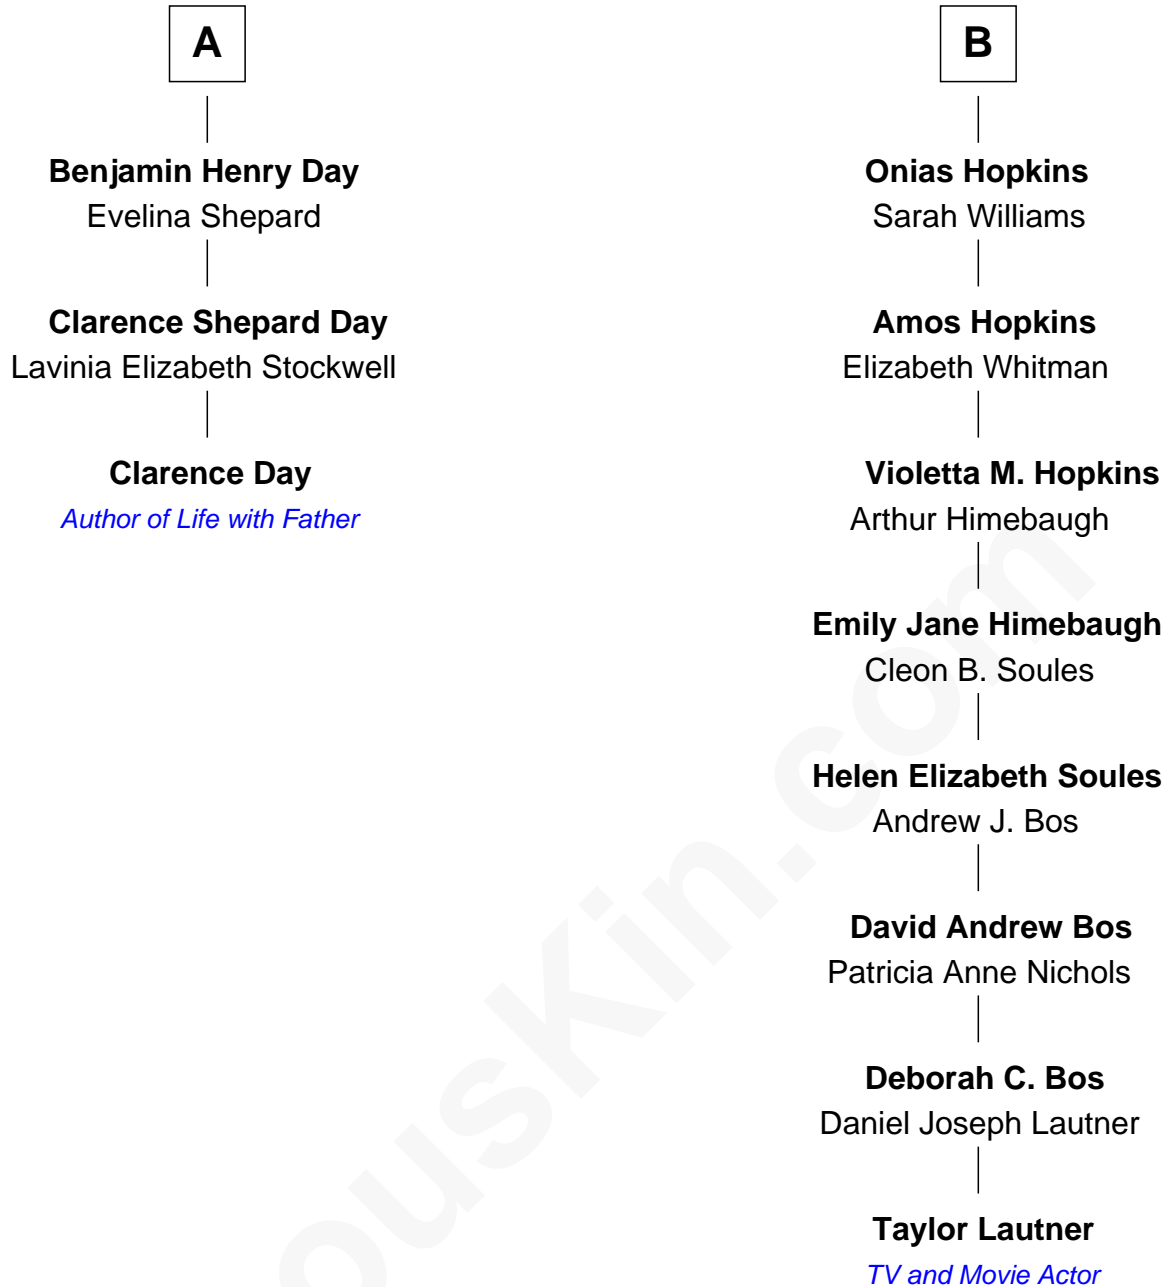 A
Benjamin Henry Day
Evelina Shepard
Clarence Shepard Day
Lavinia Elizabeth Stockwell
Clarence Day
Author of Life with Father
B
Onias Hopkins
Sarah Williams
Amos Hopkins
Elizabeth Whitman
Violetta M. Hopkins
Arthur Himebaugh
Emily Jane Himebaugh
Cleon B. Soules
Helen Elizabeth Soules
Andrew J. Bos
David Andrew Bos
Patricia Anne Nichols
Deborah C. Bos
Daniel Joseph Lautner
Taylor Lautner
TV and Movie Actor
ousKin.com